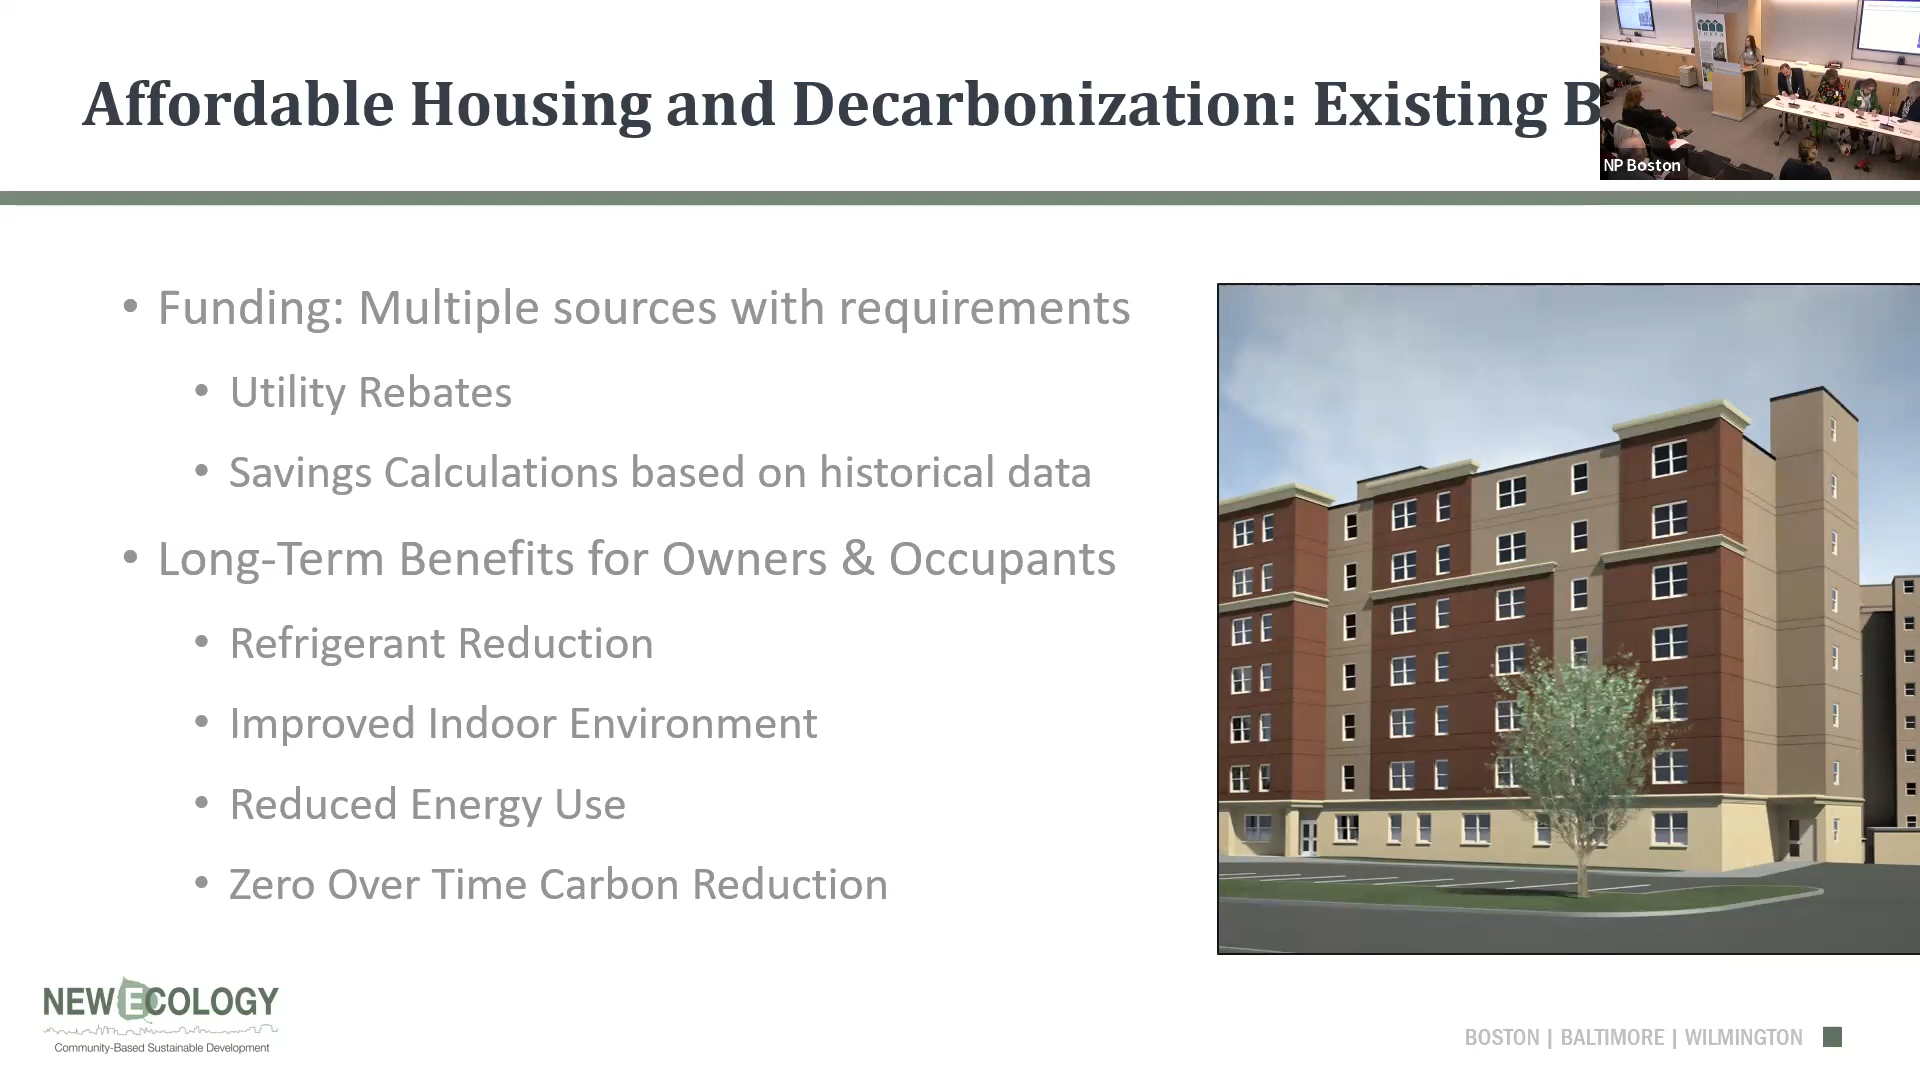 Affordable Housing and Decarbonization: Existing B
NP Boston
• Funding: Multiple sources with requirements
• Utility Rebates
• Savings Calculations based on historical data
• Long-Term Benefits for Owners & Occupants
• Refrigerant Reduction
• Improved Indoor Environment
• Reduced Energy Use
• Zero Over Time Carbon Reduction
NEW ECOLOGY
Community-Based Sustainable Development
BOSTON | BALTIMORE | WILMINGTON